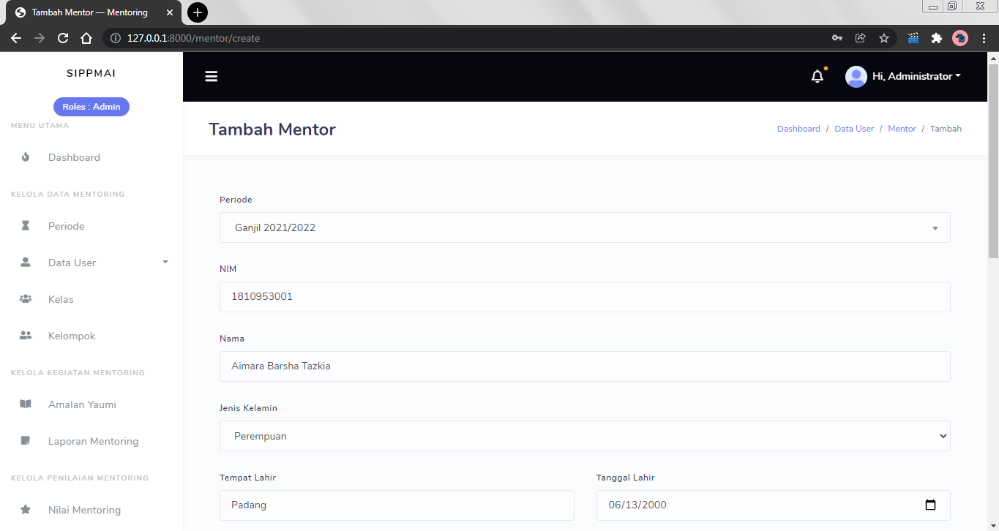 Tambah Mentor — Mentoring
127.0.0.1:8000/mentor/create
SIPPMAI
Roles : Admin
MENU UTAMA
Dashboard
KELOLA DATA MENTORING
Periode
Data User
Kelas
Kelompok
KELOLA KEGIATAN MENTORING
Amalan Yaumi
Laporan Mentoring
KELOLA PENILAIAN MENTORING
Nilai Mentoring
Hi, Administrator
Tambah Mentor
Dashboard / Data User / Mentor / Tambah
Periode
Ganjil 2021/2022
NIM
1810953001
Nama
Aimara Barsha Tazkia
Jenis Kelamin
Perempuan
Tempat Lahir
Padang
Tanggal Lahir
06/13/2000